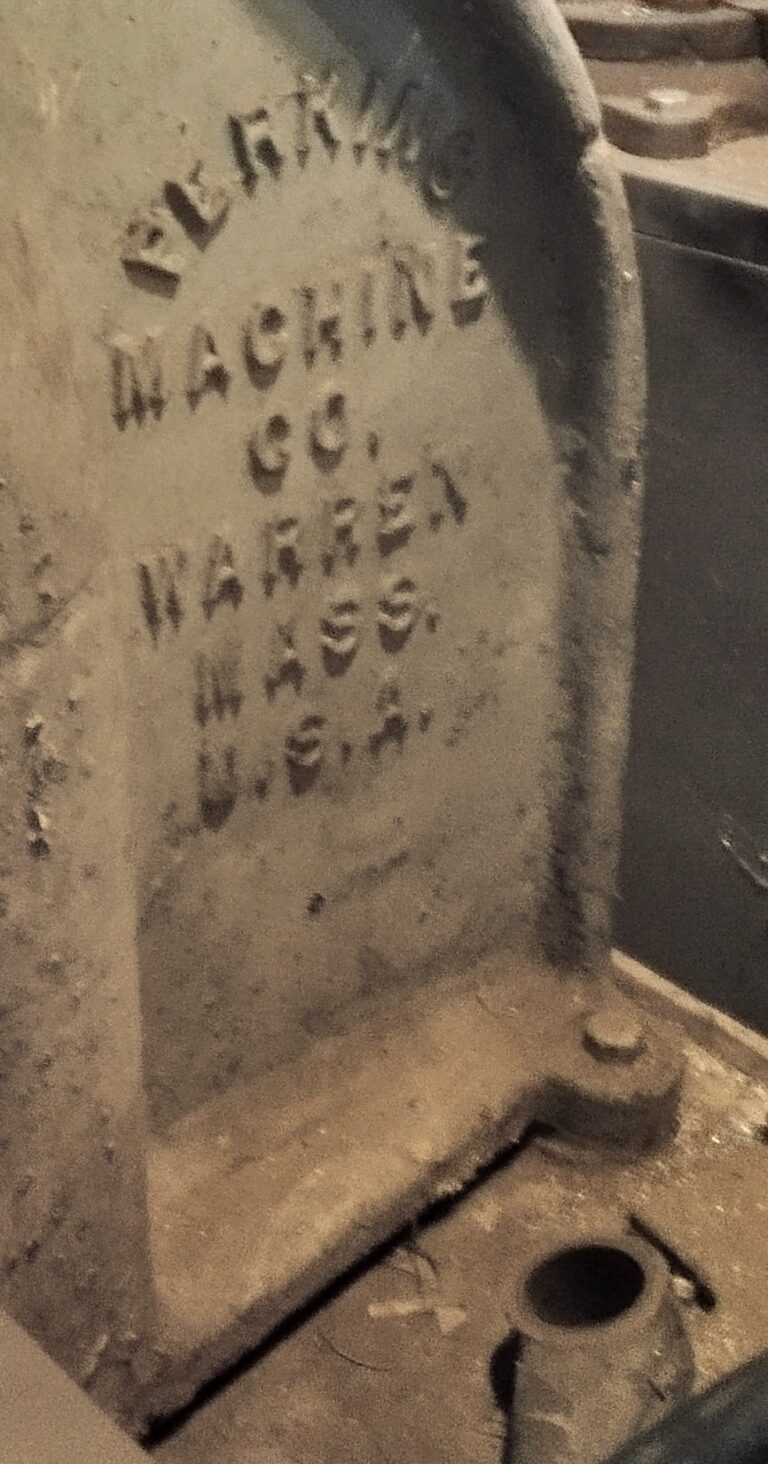 PERKINS
MACHINE
CO.
WARREN
MASS.
U.S.A.